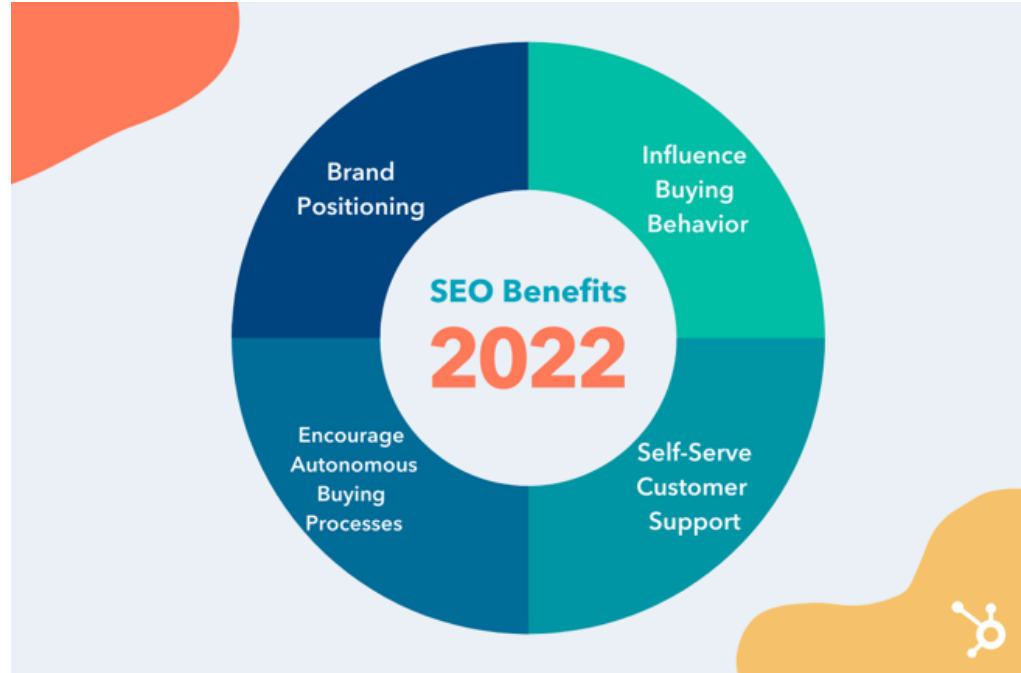 Brand
Positioning
Influence
Buying
Behavior
SEO Benefits
2022
Encourage
Autonomous
Buying
Processes
Self-Serve
Customer
Support